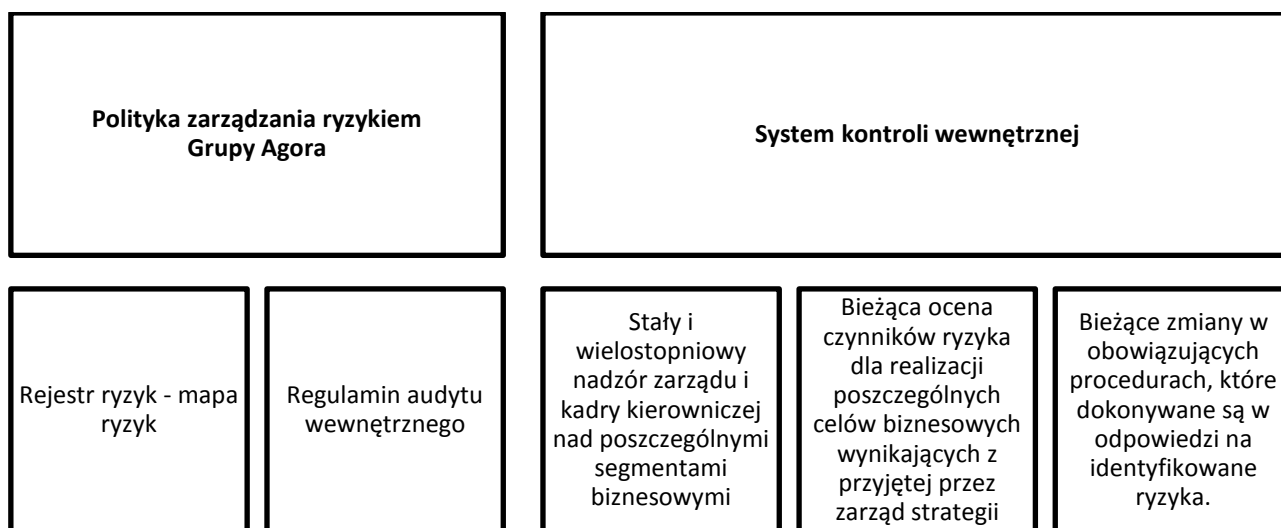 Polityka zarządzania ryzykiem
Grupy Agora
System kontroli wewnętrznej
Rejestr ryzyk - mapa
ryzyk
Regulamin audytu
wewnętrznego
Stały i
wielostopniowy
nadzór zarządu i
kadry kierowniczej
nad poszczególnymi
segmentami
biznesowymi
Bieżąca ocena
czynników ryzyka
dla realizacji
poszczególnych
celów biznesowych
wynikających z
przyjętej przez
zarząd strategii
Bieżące zmiany w
obowiązujących
procedurach, które
dokonywane są w
odpowiedzi na
identyfikowane
ryzyka.